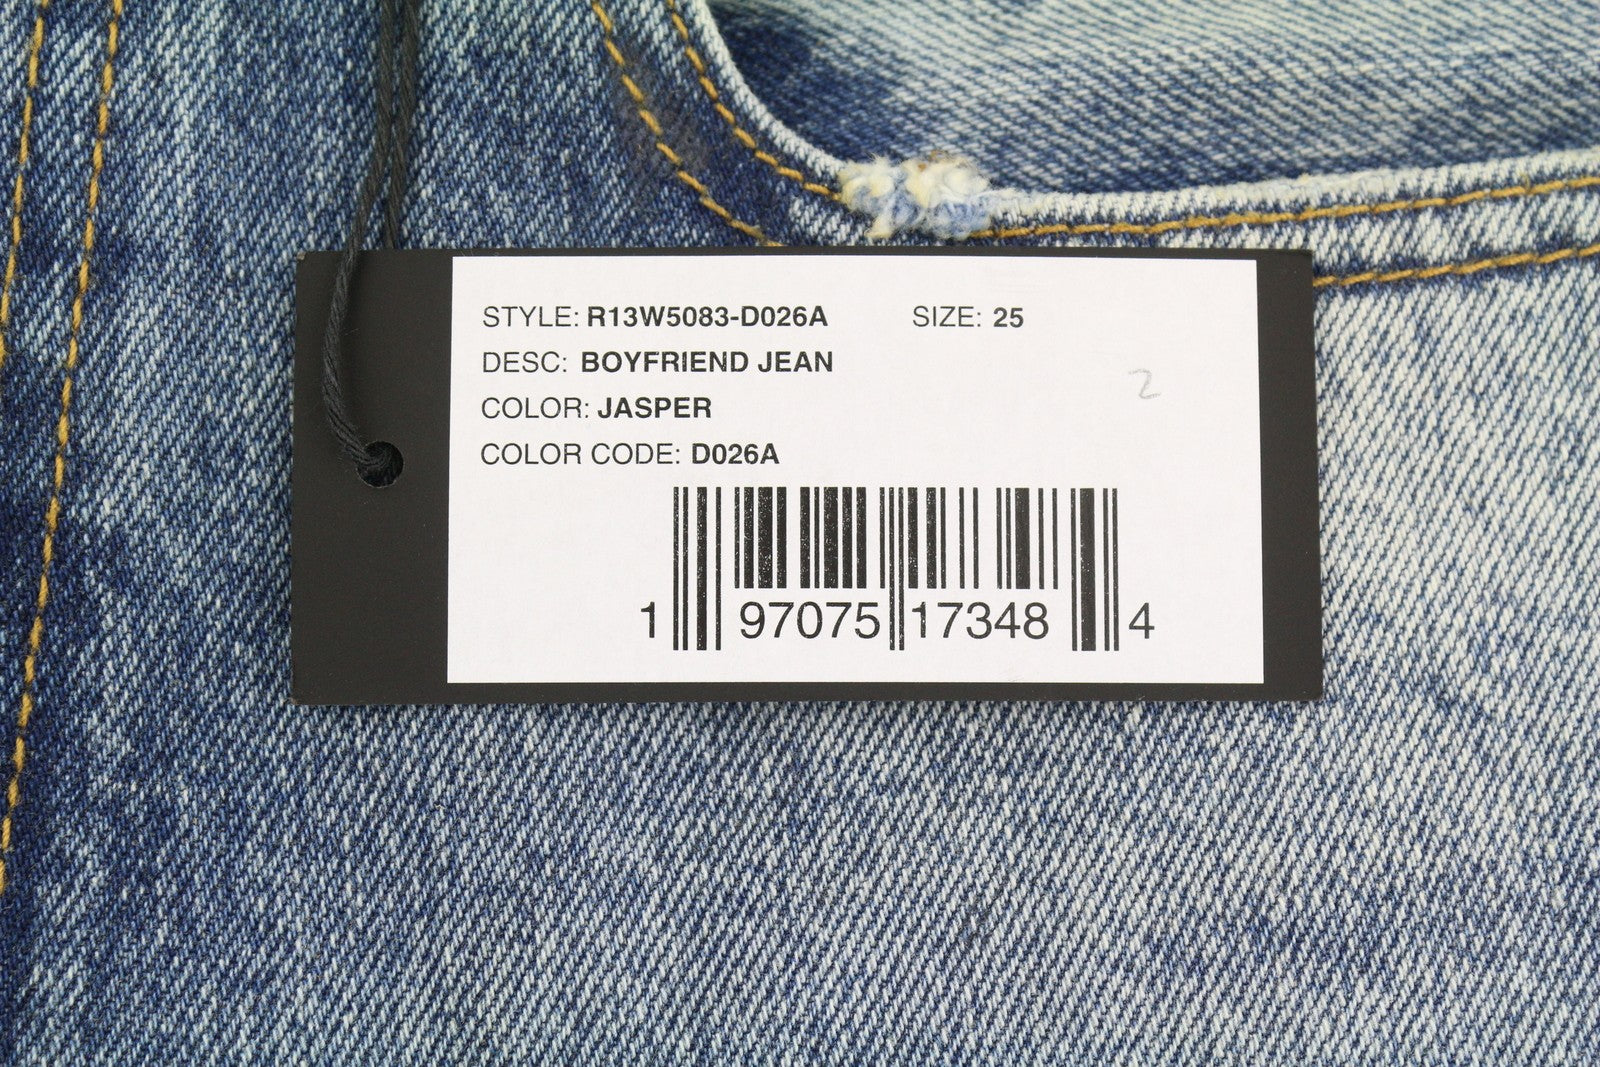 STYLE: R13W5083-D026A SIZE: 25
DESC: BOYFRIEND JEAN
2
COLOR: JASPER
COLOR CODE: D026A
1 97075 17348 4